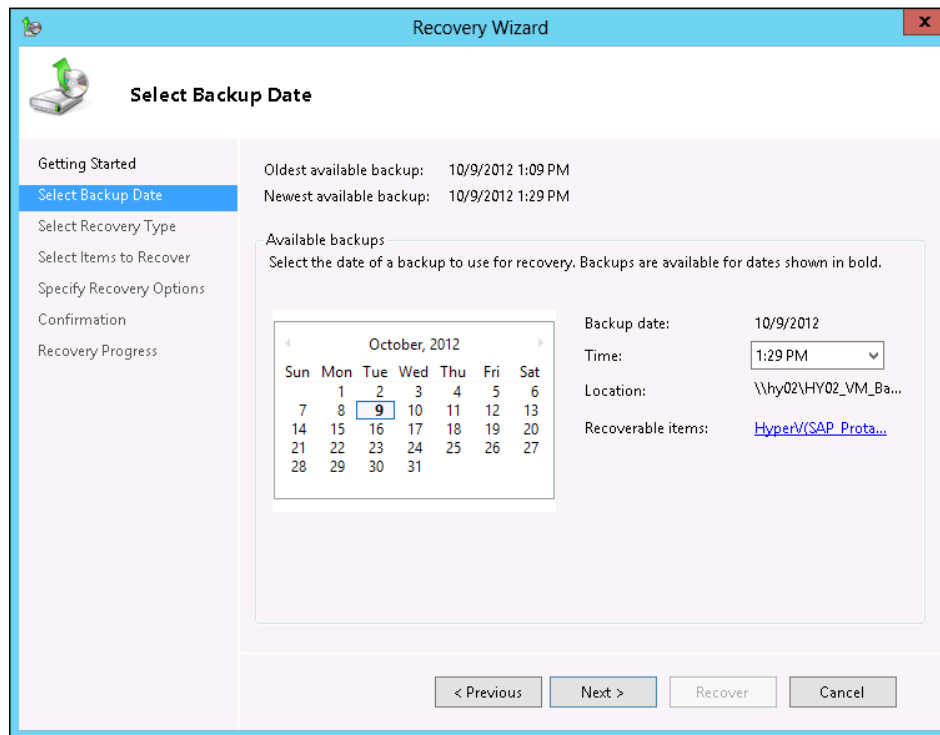 Recovery Wizard
x
Select Backup Date
Getting Started
Select Backup Date
Select Recovery Type
Select Items to Recover
Specify Recovery Options
Confirmation
Recovery Progress
Oldest available backup: 10/9/2012 1:09 PM
Newest available backup: 10/9/2012 1:29 PM
Available backups
Select the date of a backup to use for recovery. Backups are available for dates shown in bold.
October, 2012
Sun Mon Tue Wed Thu Fri Sat
1 2 3 4 5 6
7 8 9 10 11 12 13
14 15 16 17 18 19 20
21 22 23 24 25 26 27
28 29 30 31
Backup date: 10/9/2012
Time: 1:29 PM
Location: \\hy02\HY02_VM_Ba...
Recoverable items: HyperV(SAP_Prota...
< Previous Next > Recover Cancel